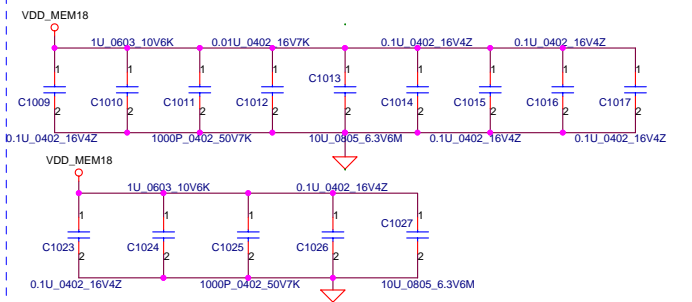 VDD_MEM18
1U_0603_10V6K 0.01U_0402_16V7K 0.1U_0402_16V4Z 0.1U_0402_16V4Z
1 1 1 1 1 1 1 1 1
C1009 C1010 C1011 C1012 C1013 C1014 C1015 C1016 C1017
2 2 2 2 2 2 2 2 2
0.1U_0402_16V4Z 1000P_0402_50V7K 10U_0805_6.3V6M 0.1U_0402_16V4Z 0.1U_0402_16V4Z
VDD_MEM18
1U_0603_10V6K 0.1U_0402_16V4Z
1 1 1 1 1
C1023 C1024 C1025 C1026 C1027
2 2 2 2 2
0.1U_0402_16V4Z 1000P_0402_50V7K 10U_0805_6.3V6M